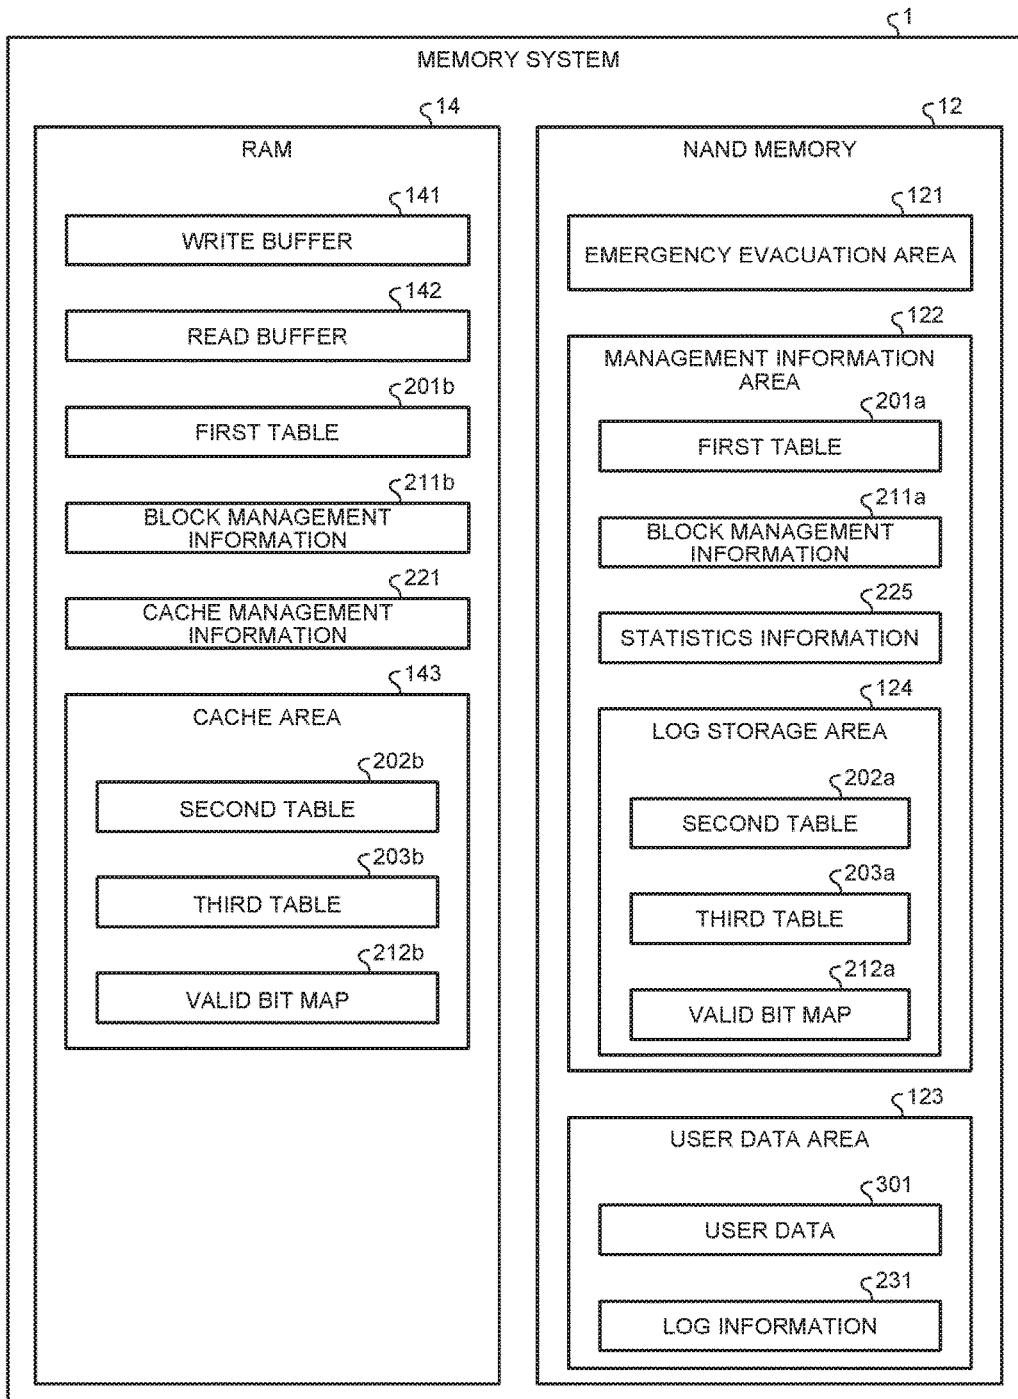 1
MEMORY SYSTEM
14
RAM
141
WRITE BUFFER
142
READ BUFFER
201b
FIRST TABLE
211b
BLOCK MANAGEMENT
INFORMATION
221
CACHE MANAGEMENT
INFORMATION
143
CACHE AREA
202b
SECOND TABLE
203b
THIRD TABLE
212b
VALID BIT MAP
12
NAND MEMORY
121
EMERGENCY EVACUATION AREA
122
MANAGEMENT INFORMATION
AREA
201a
FIRST TABLE
211a
BLOCK MANAGEMENT
INFORMATION
225
STATISTICS INFORMATION
124
LOG STORAGE AREA
202a
SECOND TABLE
203a
THIRD TABLE
212a
VALID BIT MAP
123
USER DATA AREA
301
USER DATA
231
LOG INFORMATION